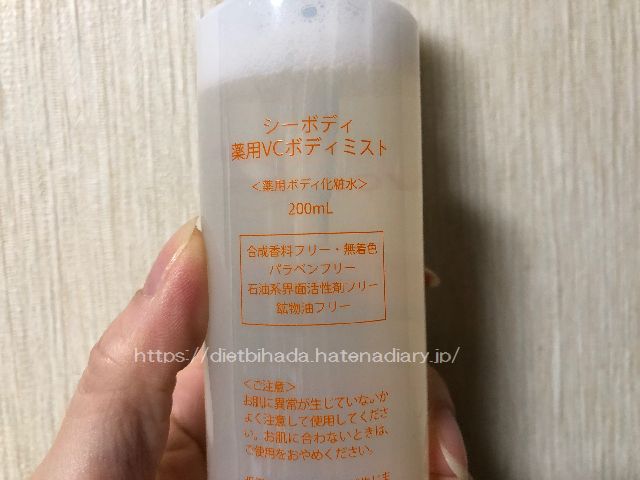 シーボディ
薬用VCボディミスト
＜薬用ボディ化粧水＞
200mL
合成香料フリー・無着色
パラベンフリー
石油系界面活性剤フリー
鉱物油フリー
https://dietbihada.hatenadiary.jp/
＜ご注意＞
お肌に異常が生じていないか
よく注意して使用してくださ
い。お肌に合わないときは、
ご使用をおやめください。